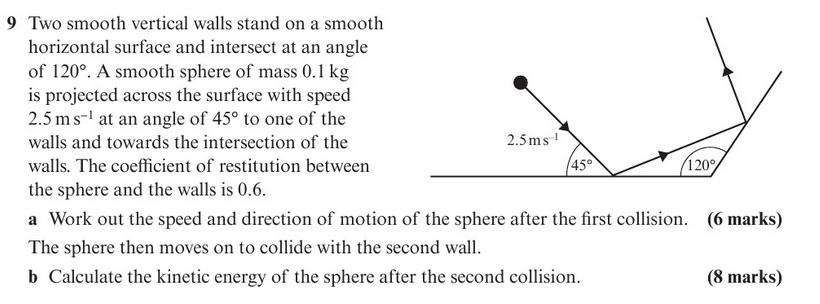 9 Two smooth vertical walls stand on a smooth
horizontal surface and intersect at an angle
of 120°. A smooth sphere of mass 0.1 kg
is projected across the surface with speed
2.5 m s⁻¹ at an angle of 45° to one of the
walls and towards the intersection of the
walls. The coefficient of restitution between
the sphere and the walls is 0.6.
2.5 m s⁻¹
45°
120°
a Work out the speed and direction of motion of the sphere after the first collision. (6 marks)
The sphere then moves on to collide with the second wall.
b Calculate the kinetic energy of the sphere after the second collision. (8 marks)